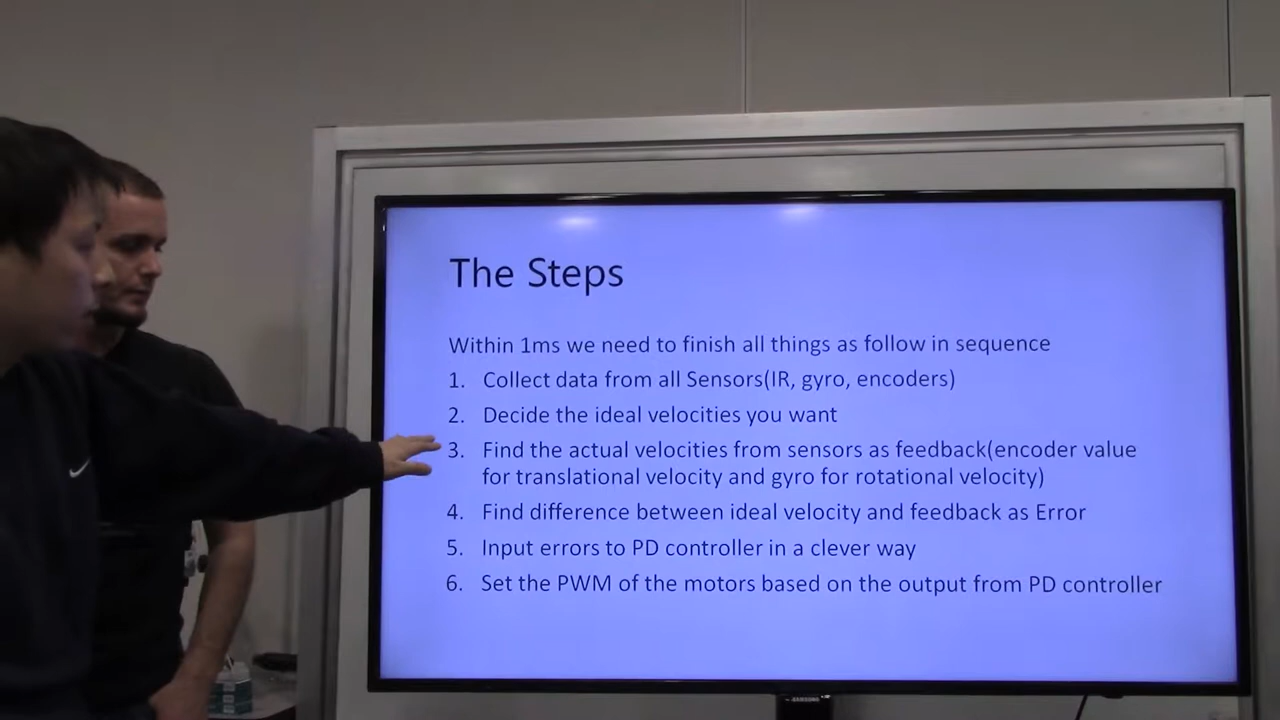 The Steps
Within 1ms we need to finish all things as follow in sequence
1. Collect data from all Sensors(IR, gyro, encoders)
2. Decide the ideal velocities you want
3. Find the actual velocities from sensors as feedback(encoder value
for translational velocity and gyro for rotational velocity)
4. Find difference between ideal velocity and feedback as Error
5. Input errors to PD controller in a clever way
6. Set the PWM of the motors based on the output from PD controller
SAMSUNG